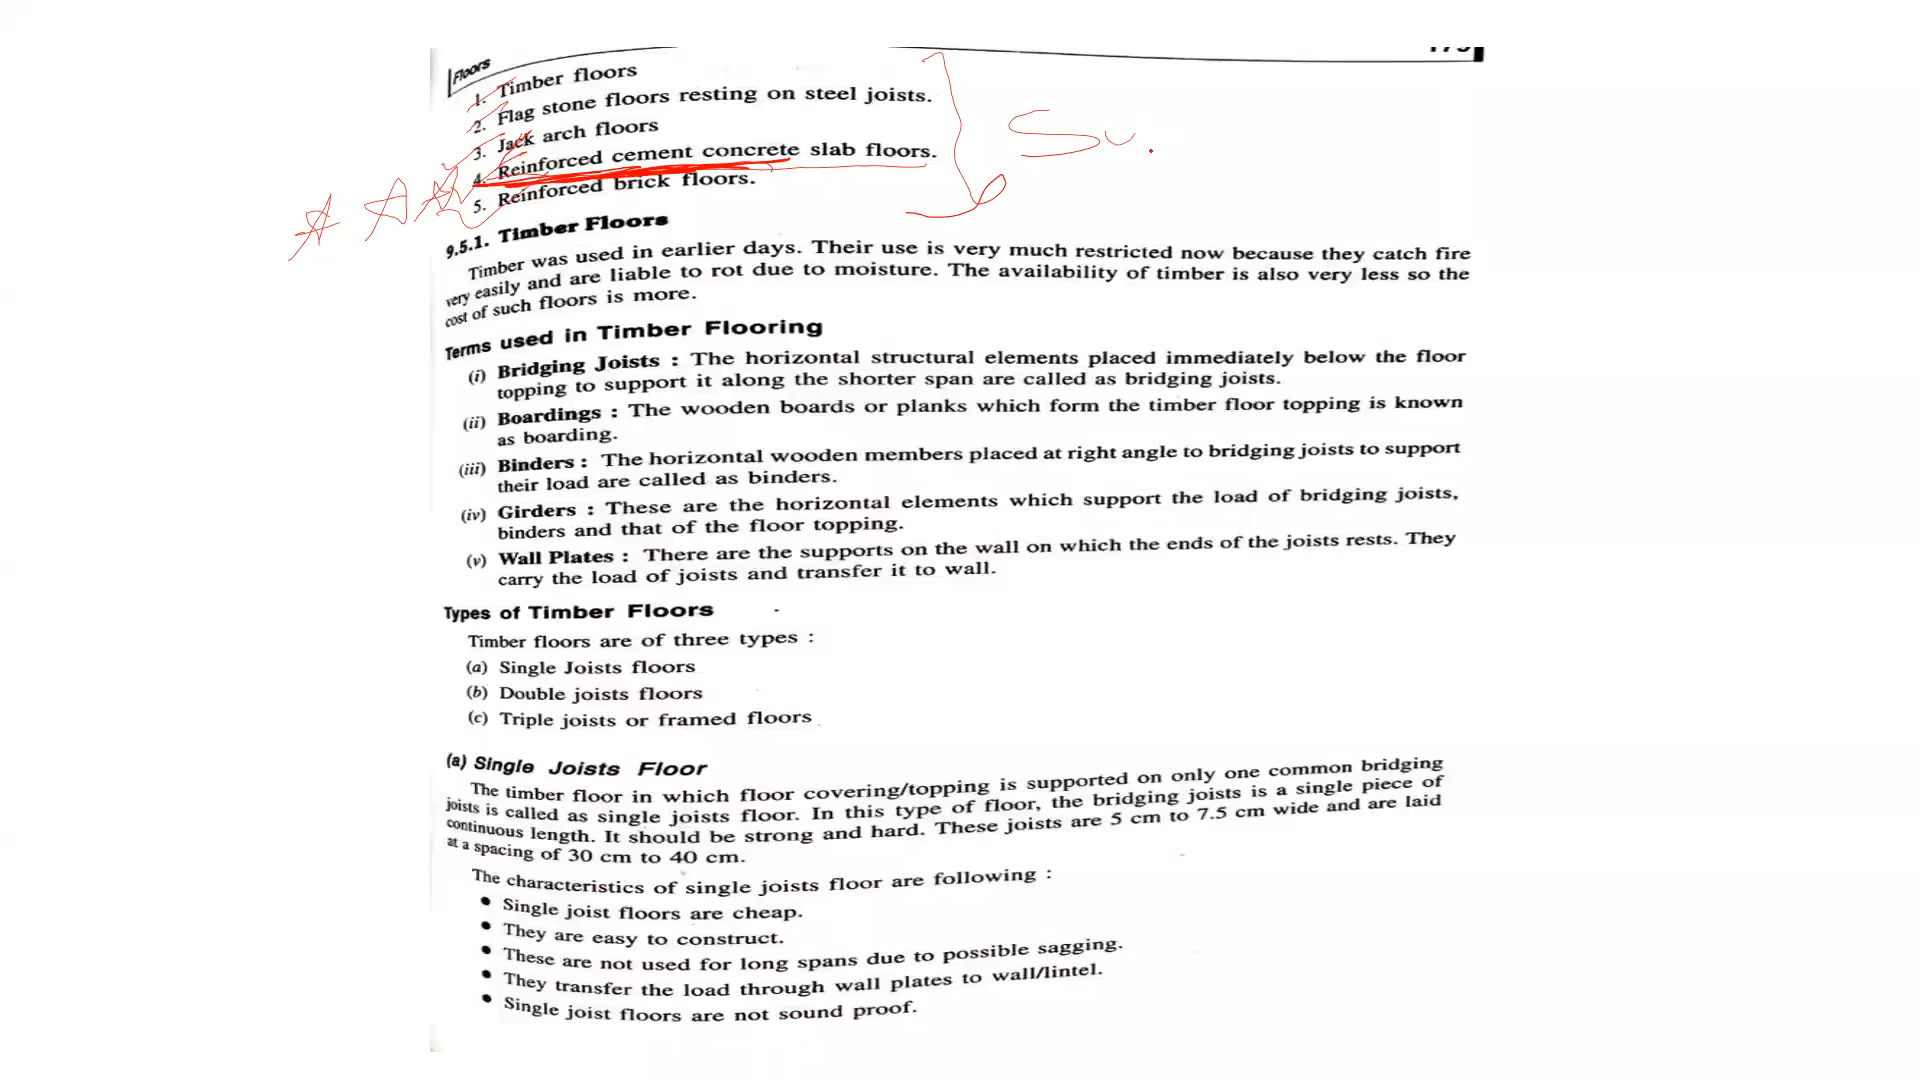 Floors
1. Timber floors
2. Flag stone floors resting on steel joists.
3. Jack arch floors
4. Reinforced cement concrete slab floors.
5. Reinforced brick floors.
Su
9.5.1. Timber Floors
Timber was used in earlier days. Their use is very much restricted now because they catch fire
very easily and are liable to rot due to moisture. The availability of timber is also very less so the
cost of such floors is more.
Terms used in Timber Flooring
(i) Bridging Joists : The horizontal structural elements placed immediately below the floor
topping to support it along the shorter span are called as bridging joists.
(ii) Boardings : The wooden boards or planks which form the timber floor topping is known
as boarding.
(iii) Binders : The horizontal wooden members placed at right angle to bridging joists to support
their load are called as binders.
(iv) Girders : These are the horizontal elements which support the load of bridging joists,
binders and that of the floor topping.
(v) Wall Plates : There are the supports on the wall on which the ends of the joists rests. They
carry the load of joists and transfer it to wall.
Types of Timber Floors
Timber floors are of three types :
(a) Single Joists floors
(b) Double joists floors
(c) Triple joists or framed floors
(a) Single Joists Floor
The timber floor in which floor covering/topping is supported on only one common bridging
joists is called as single joists floor. In this type of floor, the bridging joists is a single piece of
continuous length. It should be strong and hard. These joists are 5 cm to 7.5 cm wide and are laid
at a spacing of 30 cm to 40 cm.
The characteristics of single joists floor are following :
• Single joist floors are cheap.
• They are easy to construct.
• These are not used for long spans due to possible sagging.
• They transfer the load through wall plates to wall/lintel.
• Single joist floors are not sound proof.